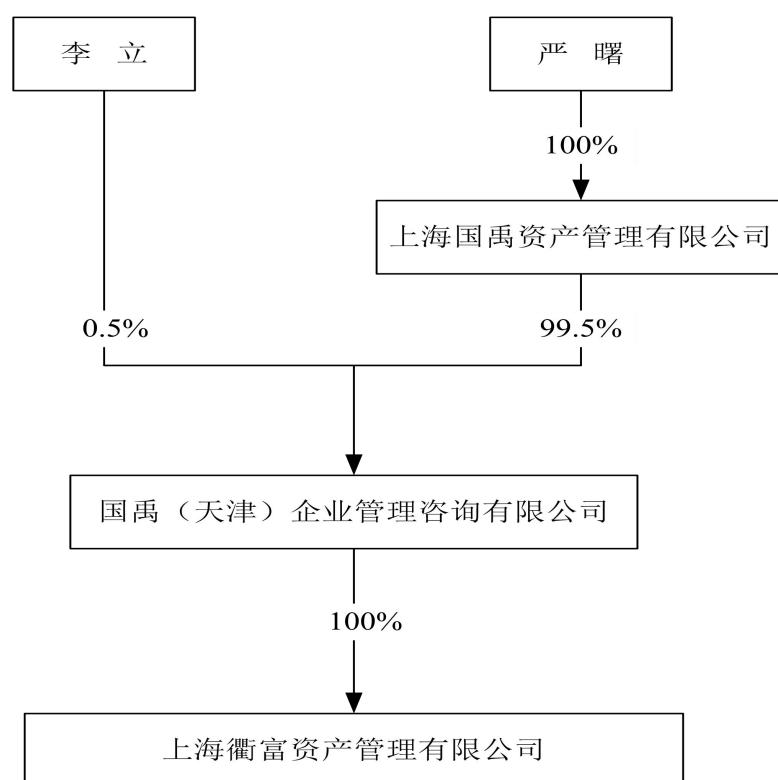 李 立
严 曙
100%
上海国禹资产管理有限公司
0.5%
99.5%
国禹（天津）企业管理咨询有限公司
100%
上海衢富资产管理有限公司